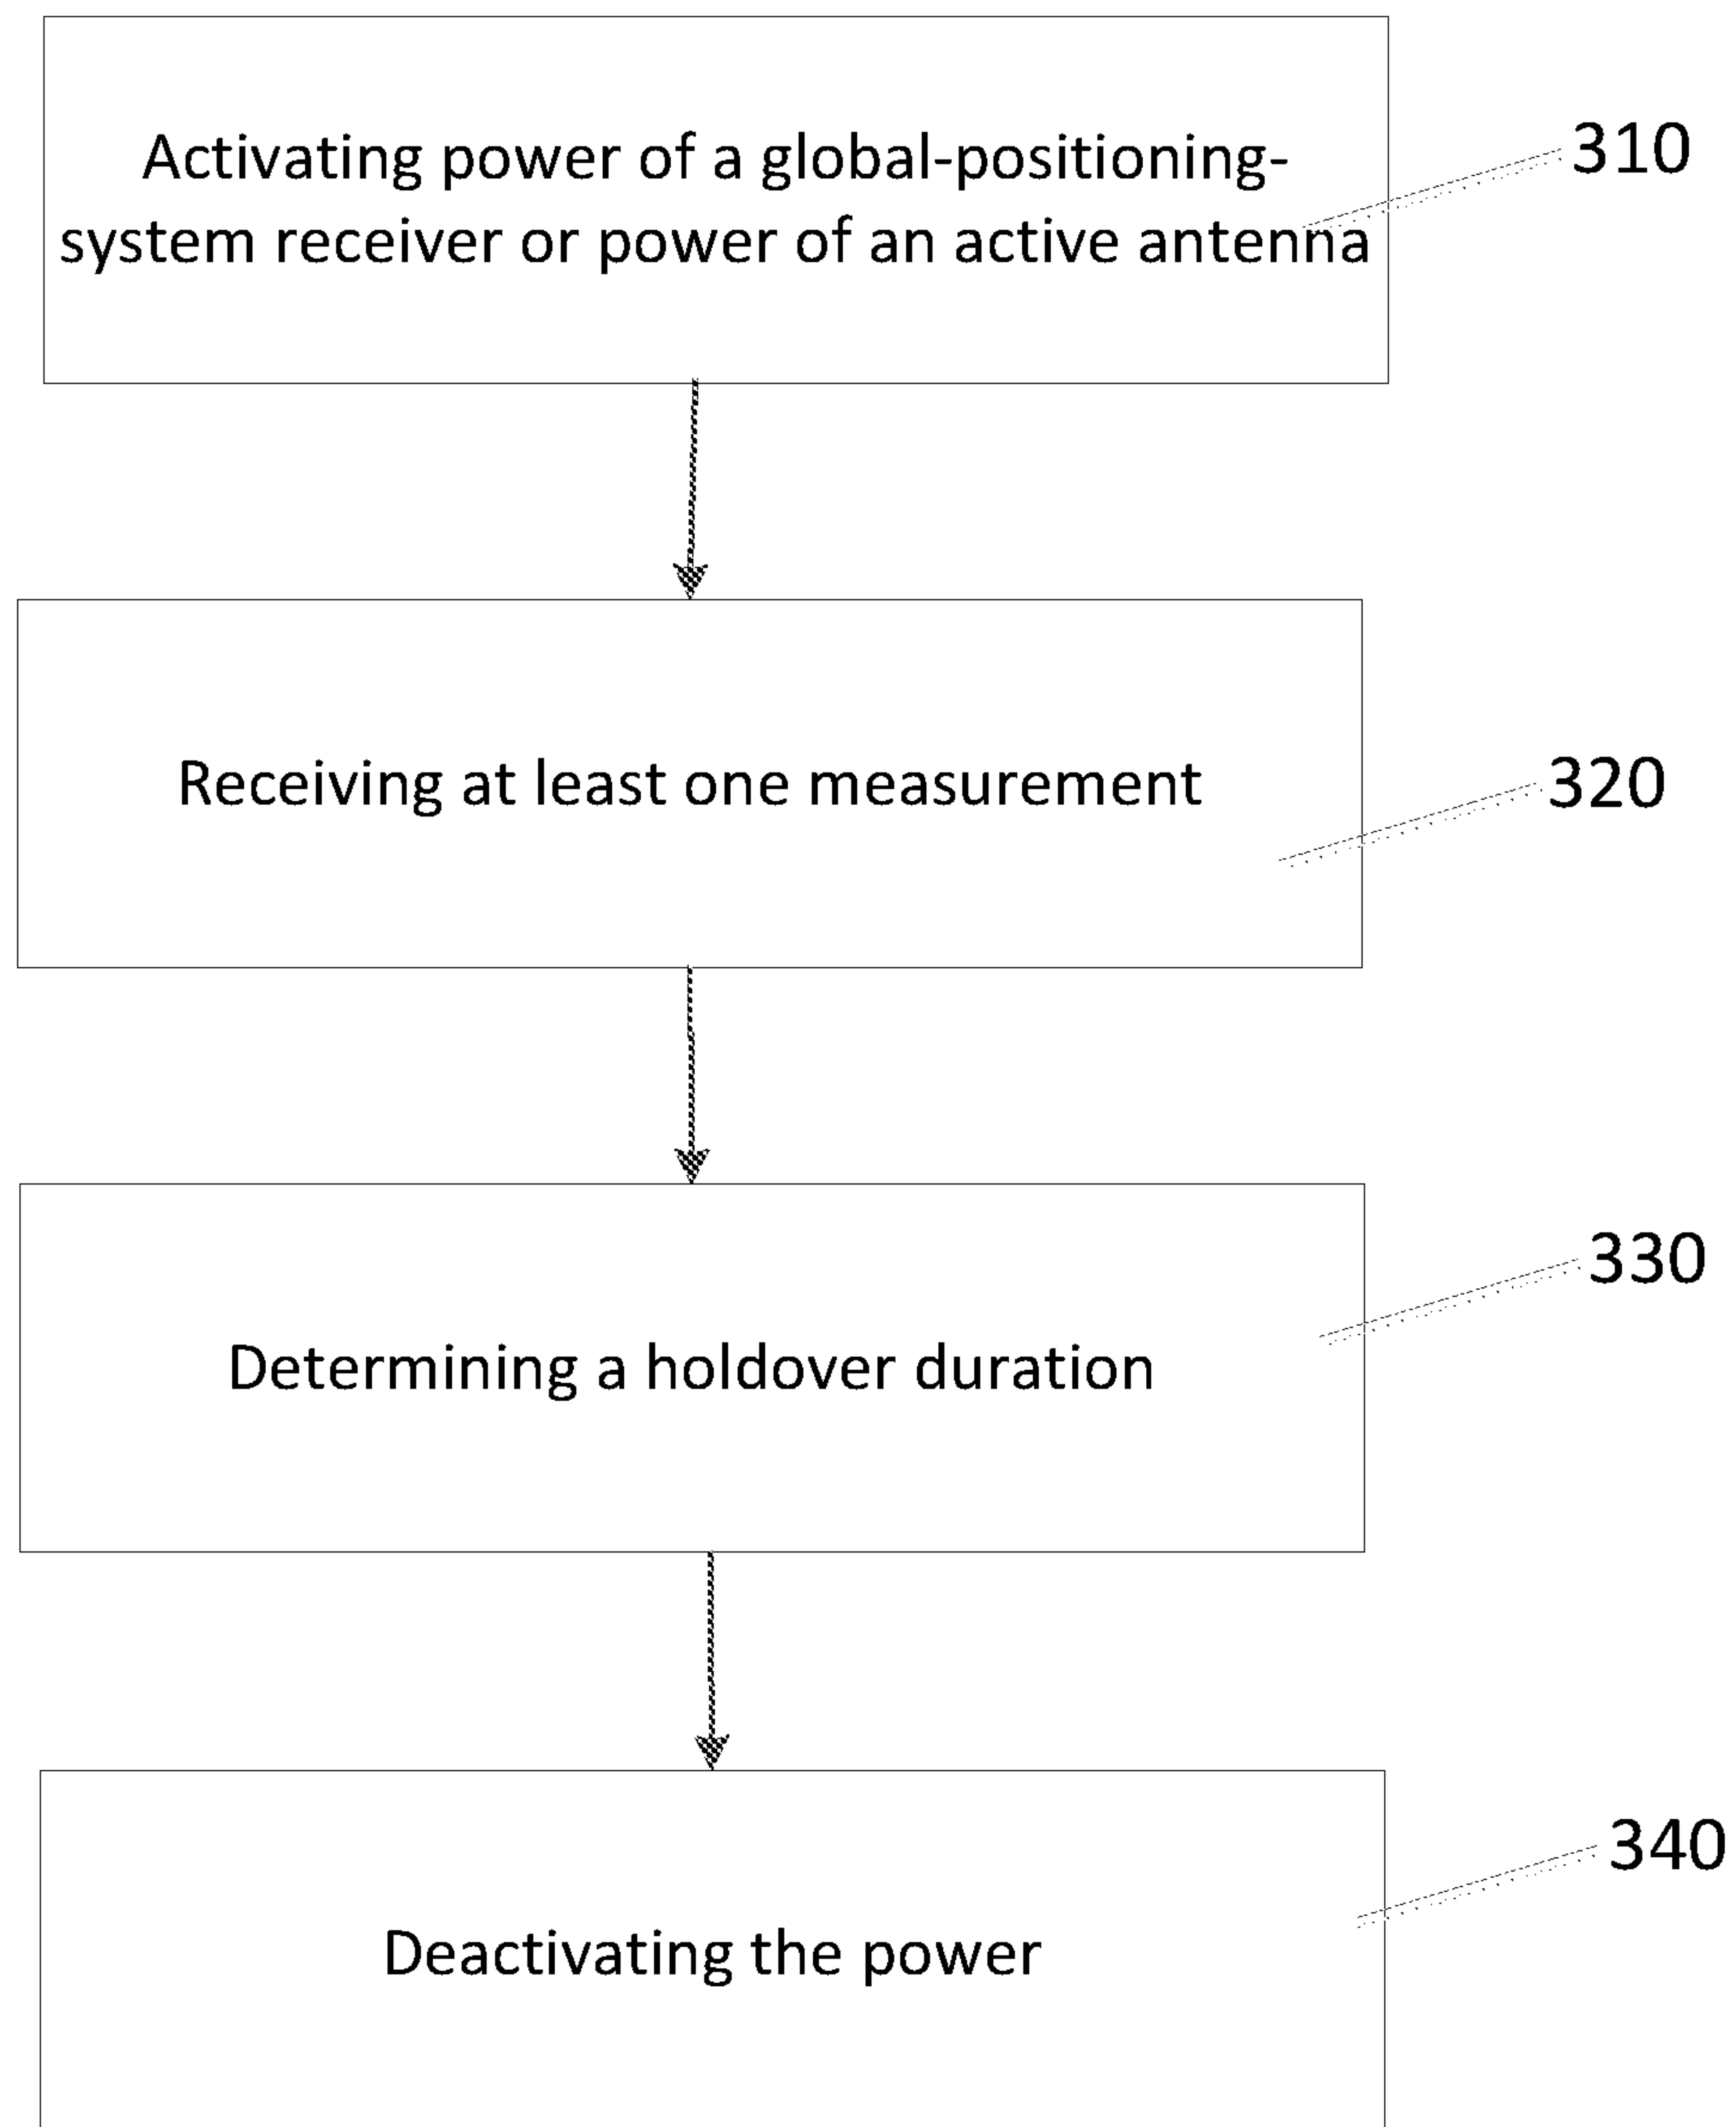 Activating power of a global-positioning-
system receiver or power of an active antenna
310
Receiving at least one measurement
320
330
Determining a holdover duration
340
Deactivating the power